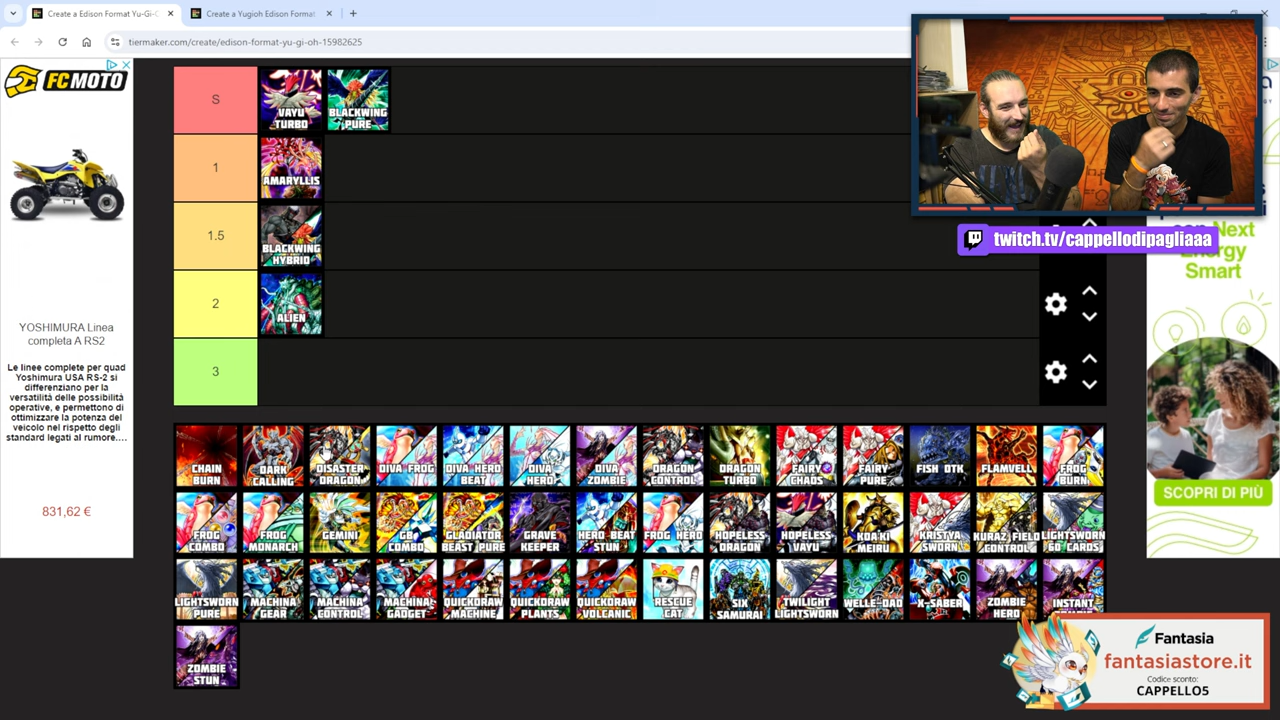 Create a Edison Format Yu-Gi-O
Create a Yugioh Edison Format
tiermaker.com/create/edison-format-yu-gi-oh-15982625
FC MOTO
YOSHIMURA Linea
completa A RS2
Le linee complete per quad
Yoshimura USA RS-2 si
differenziano per la
versatilità delle possibilità
operative, e permettono di
ottimizzare la potenza del
veicolo nel rispetto degli
standard legati al rumore....
831,62 €
S
VAYU
TURBO
BLACKWING
PURE
1
AMARYLLIS
1.5
BLACKWING
HYBRID
2
ALIEN
3
twitch.tv/cappellodipagliaaa
Next
Energy
Smart
SCOPRI DI PIÙ
CHAIN
BURN
DARK
CALLING
DISASTER
DRAGON
DIVA FROG
DIVA HERO
BEAT
DIVA
HERO
DIVA
ZOMBIE
DRAGON
CONTROL
DRAGON
TURBO
FAIRY
CHAOS
FAIRY
PURE
FISH OTK
FLAMVELL
FROG
BURN
FROG
COMBO
FROG
MONARCH
GEMINI
GB
COMBO
GLADIATOR
BEAST PURE
GRAVE
KEEPER
HERO BEAT
STUN
FROG HERO
HOPELESS
DRAGON
HOPELESS
VAYU
KOA'KI
MEIRU
KRISTYA
SWORN
KURAZ FIELD
CONTROL
LIGHTSWORN
60 CARDS
LIGHTSWORN
PURE
MACHINA
GEAR
MACHINA
CONTROL
MACHINA
GADGET
QUICKDRAW
MACHINE
QUICKDRAW
PLANTS
QUICKDRAW
VOLCANIC
RESCUE
CAT
SIX
SAMURAI
TWILIGHT
LIGHTSWORN
WELLE-DAD
X-SABER
ZOMBIE
HERO
INSTANT
ZOMBIE
STUN
Fantasia
fantasiastore.it
Codice sconto:
CAPPELLO5